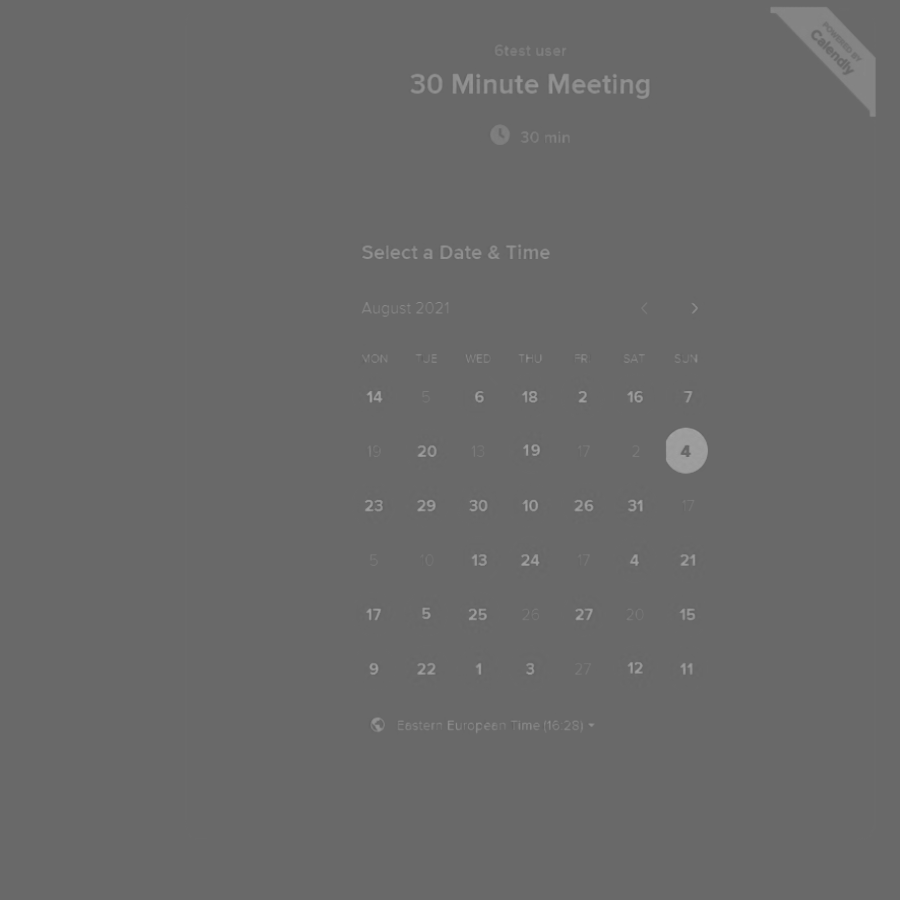 POWERED BY
Calendly
6test user
30 Minute Meeting
30 min
Select a Date & Time
August 2021
MON TUE WED THU FR SAT SUN
14 5 6 18 2 16 7
19 20 13 19 17 2 4
23 29 30 10 26 31 17
5 13 24 17 4 21
17 5 25 26 27 20 15
9 22 1 3 27 12 11
Eastern European Time (16:28)